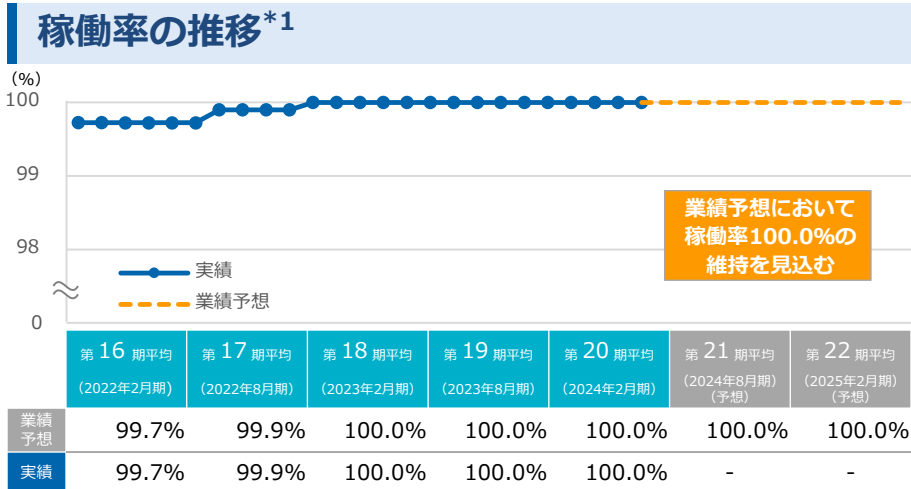 稼働率の推移*1
(%)
100
99
98
0
実績
業績予想
業績予想において
稼働率100.0%の
維持を見込む
第16期平均 第17期平均 第18期平均 第19期平均 第20期平均 第21期平均 第22期平均
(2022年2月期) (2022年8月期) (2023年2月期) (2023年8月期) (2024年2月期) (2024年8月期) (2025年2月期)
(予想) (予想)
業績
予想
99.7% 99.9% 100.0% 100.0% 100.0% 100.0% 100.0%
実績 99.7% 99.9% 100.0% 100.0% 100.0% - -